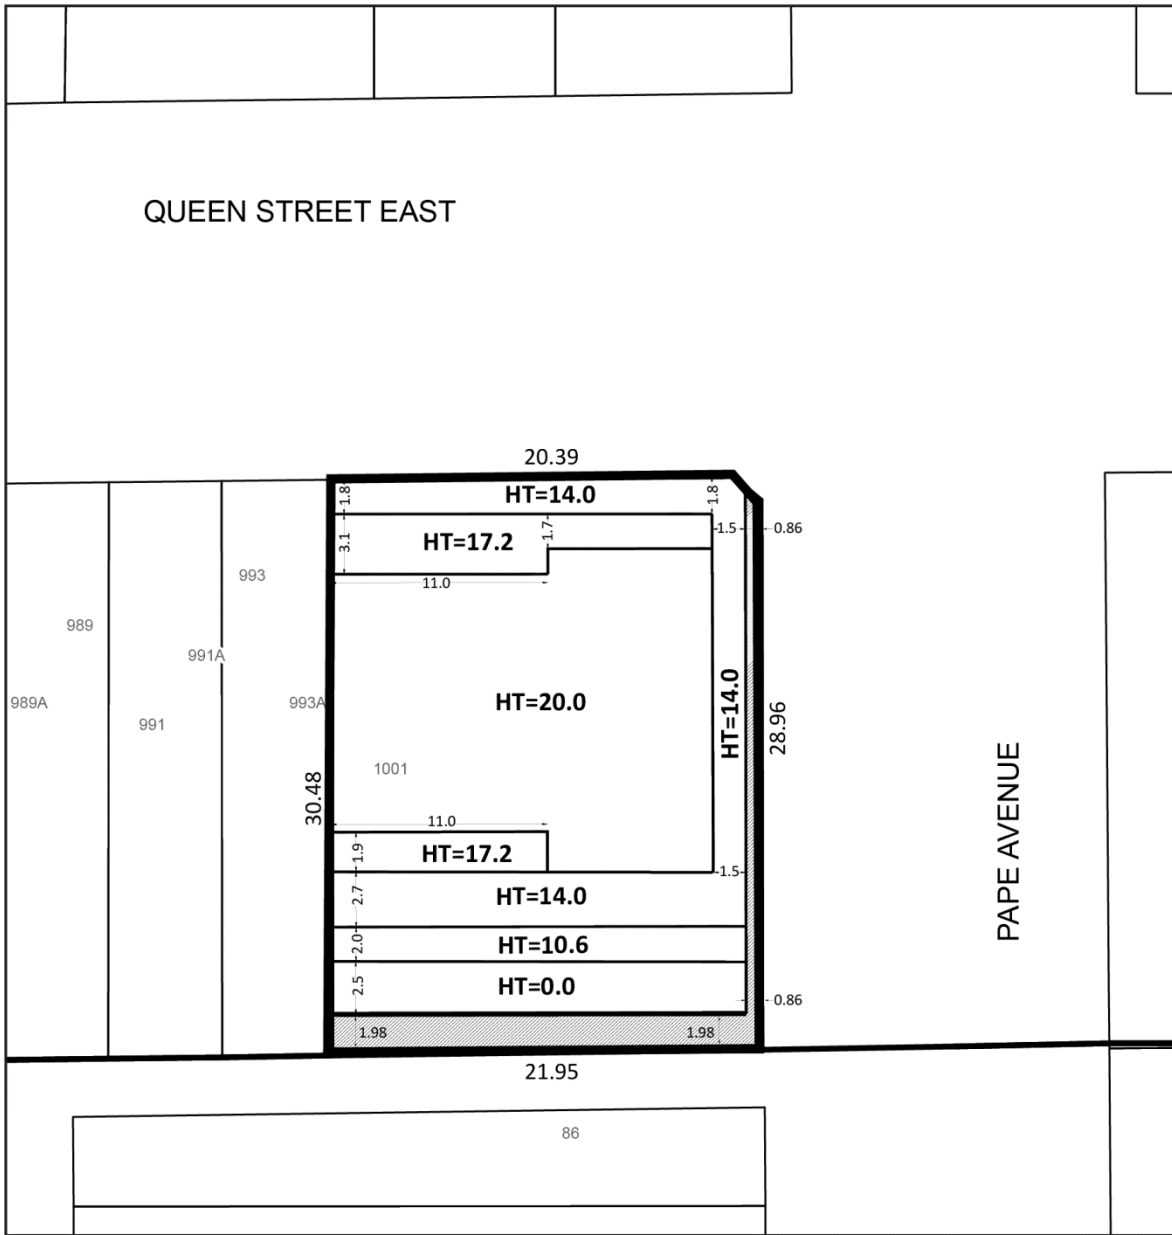 QUEEN STREET EAST
20.39
1.8
HT=14.0
1.8
3.1
HT=17.2
1.7
1.5
0.86
11.0
993
989
991A
989A
991
993A
HT=20.0
HT=14.0
28.96
1001
30.48
PAPE AVENUE
11.0
1.9
HT=17.2
1.5
2.7
HT=14.0
2.0
HT=10.6
2.5
HT=0.0
0.86
1.98
1.98
21.95
86